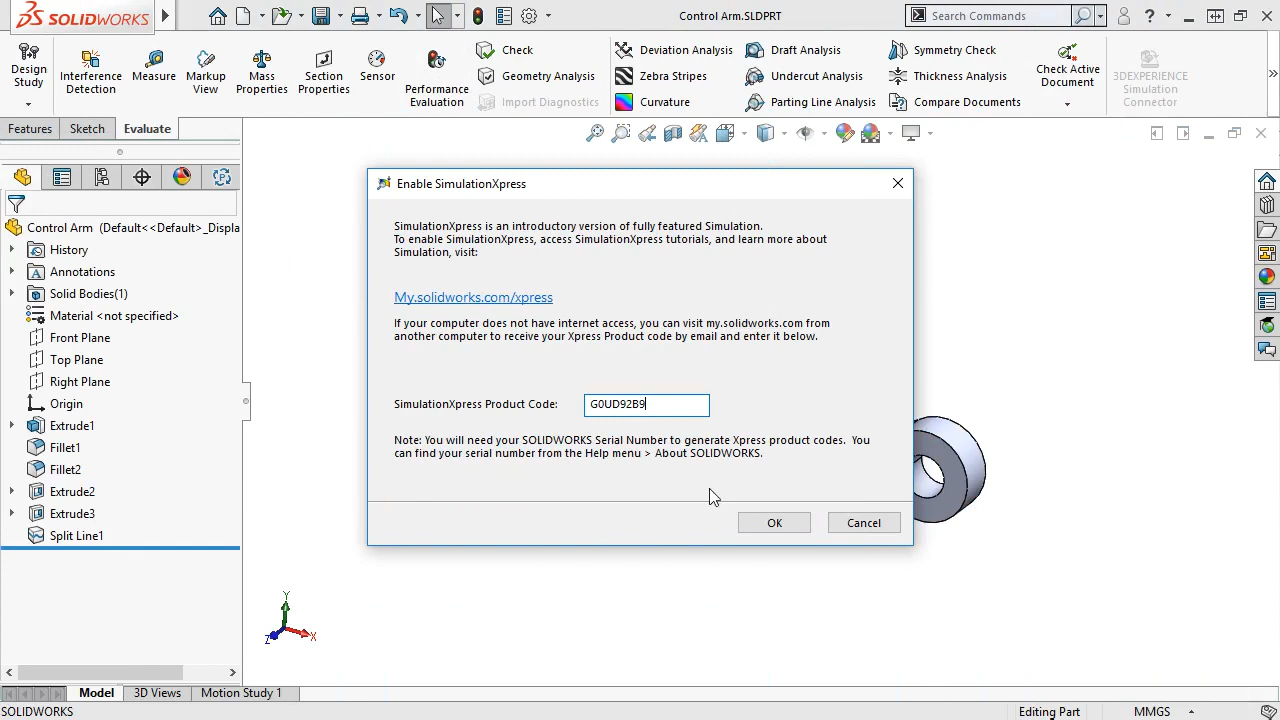 SOLIDWORKS
Control Arm.SLDPRT
Search Commands
Design Study
Interference Detection
Measure
Markup View
Mass Properties
Section Properties
Sensor
Performance Evaluation
Check
Geometry Analysis
Import Diagnostics
Deviation Analysis
Zebra Stripes
Curvature
Draft Analysis
Undercut Analysis
Parting Line Analysis
Symmetry Check
Thickness Analysis
Compare Documents
Check Active Document
3DEXPERIENCE Simulation Connector
Features
Sketch
Evaluate
Control Arm (Default<<Default>_Displa
History
Annotations
Solid Bodies(1)
Material <not specified>
Front Plane
Top Plane
Right Plane
Origin
Extrude1
Fillet1
Fillet2
Extrude2
Extrude3
Split Line1
Enable SimulationXpress
SimulationXpress is an introductory version of fully featured Simulation.
To enable SimulationXpress, access SimulationXpress tutorials, and learn more about
Simulation, visit:
My.solidworks.com/xpress
If your computer does not have internet access, you can visit my.solidworks.com from
another computer to receive your Xpress Product code by email and enter it below.
SimulationXpress Product Code: G0UD92B9
Note: You will need your SOLIDWORKS Serial Number to generate Xpress product codes. You
can find your serial number from the Help menu > About SOLIDWORKS.
OK
Cancel
Y
Z
X
Model
3D Views
Motion Study 1
SOLIDWORKS
Editing Part
MMGS